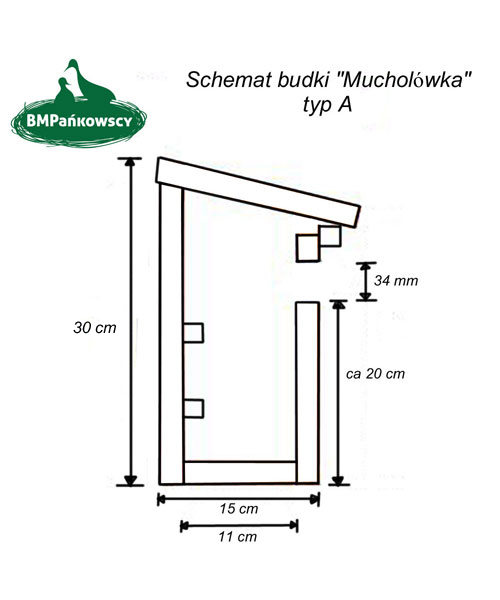 Schemat budki "Mucholówka"
typ A
BMPańkowscy
34 mm
30 cm
ca 20 cm
15 cm
11 cm